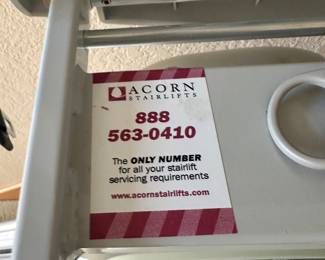 ACORN
STAIRLIFTS
888
563-0410
The ONLY NUMBER
for all your stairlift
servicing requirements
www.acornstairlifts.com